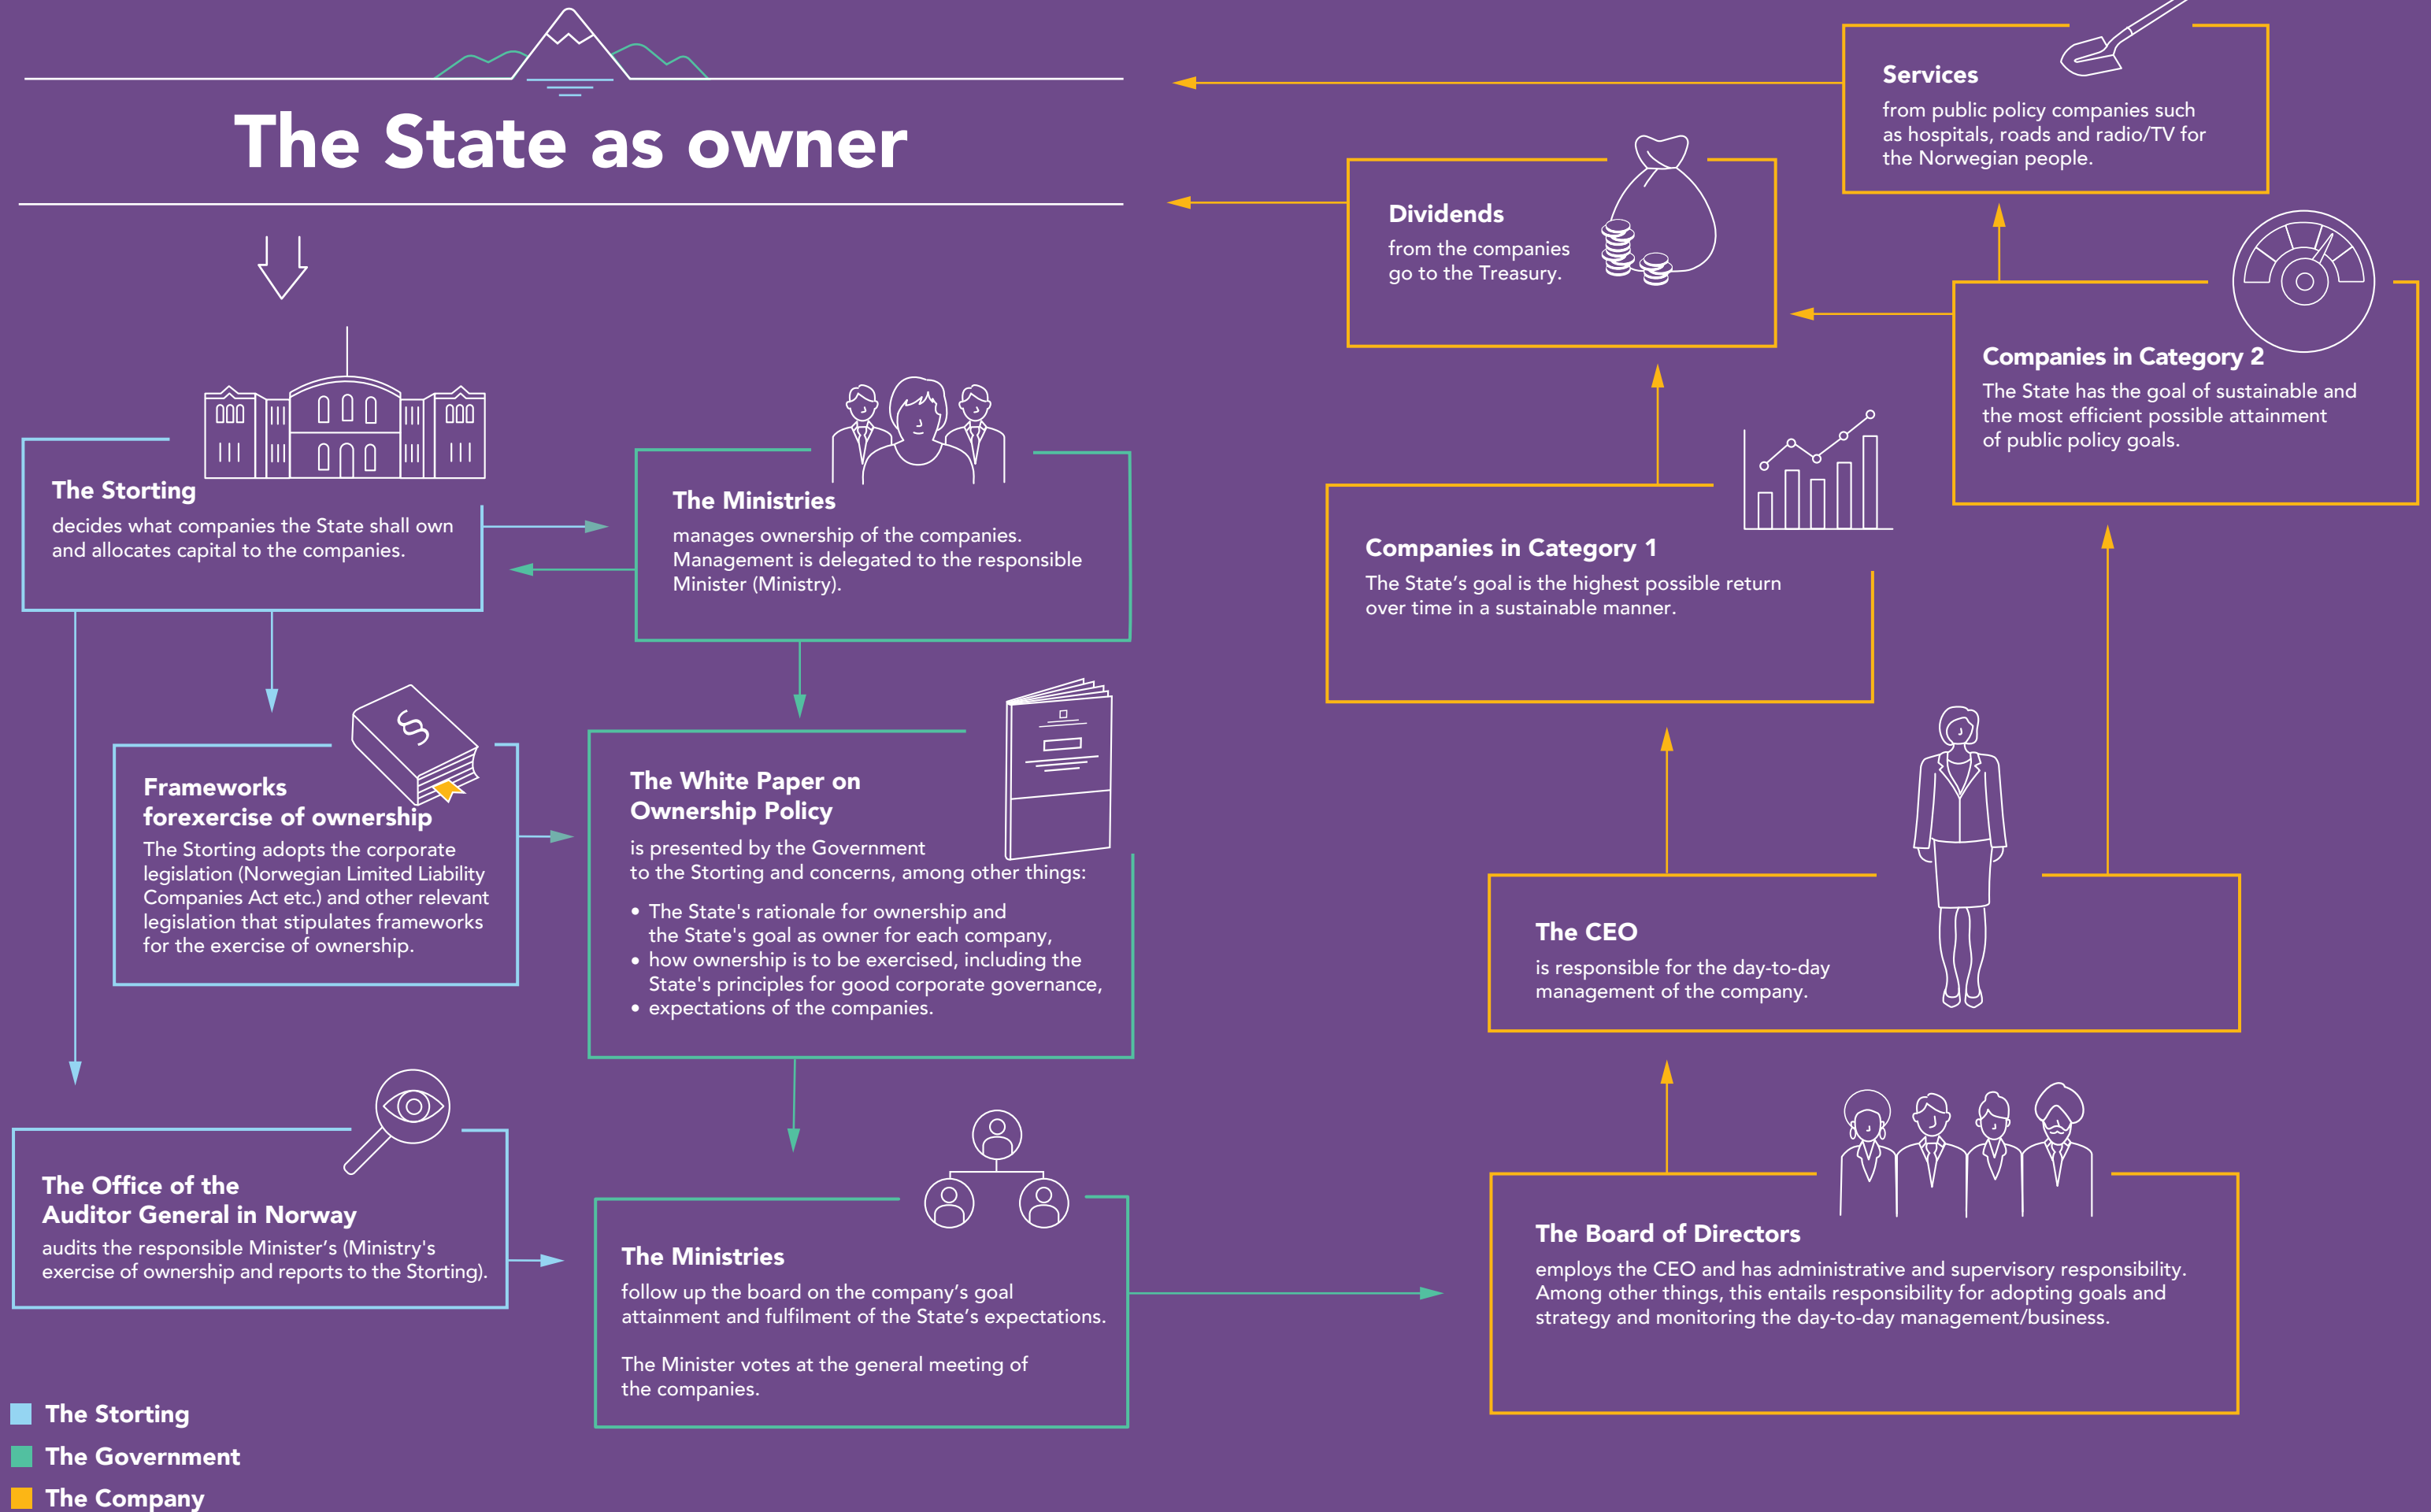 The State as owner
The Storting
decides what companies the State shall own
and allocates capital to the companies.
The Ministries
manages ownership of the companies.
Management is delegated to the responsible
Minister (Ministry).
§
Frameworks
forexercise of ownership
The Storting adopts the corporate
legislation (Norwegian Limited Liability
Companies Act etc.) and other relevant
legislation that stipulates frameworks
for the exercise of ownership.
The White Paper on
Ownership Policy
is presented by the Government
to the Storting and concerns, among other things:
• The State's rationale for ownership and
the State's goal as owner for each company,
• how ownership is to be exercised, including the
State's principles for good corporate governance,
• expectations of the companies.
The Office of the
Auditor General in Norway
audits the responsible Minister’s (Ministry's
exercise of ownership and reports to the Storting).
The Ministries
follow up the board on the company’s goal
attainment and fulfilment of the State’s expectations.
The Minister votes at the general meeting of
the companies.
The Board of Directors
employs the CEO and has administrative and supervisory responsibility.
Among other things, this entails responsibility for adopting goals and
strategy and monitoring the day-to-day management/business.
The CEO
is responsible for the day-to-day
management of the company.
Companies in Category 1
The State’s goal is the highest possible return
over time in a sustainable manner.
Companies in Category 2
The State has the goal of sustainable and
the most efficient possible attainment
of public policy goals.
Dividends
from the companies
go to the Treasury.
Services
from public policy companies such
as hospitals, roads and radio/TV for
the Norwegian people.
The Storting
The Government
The Company